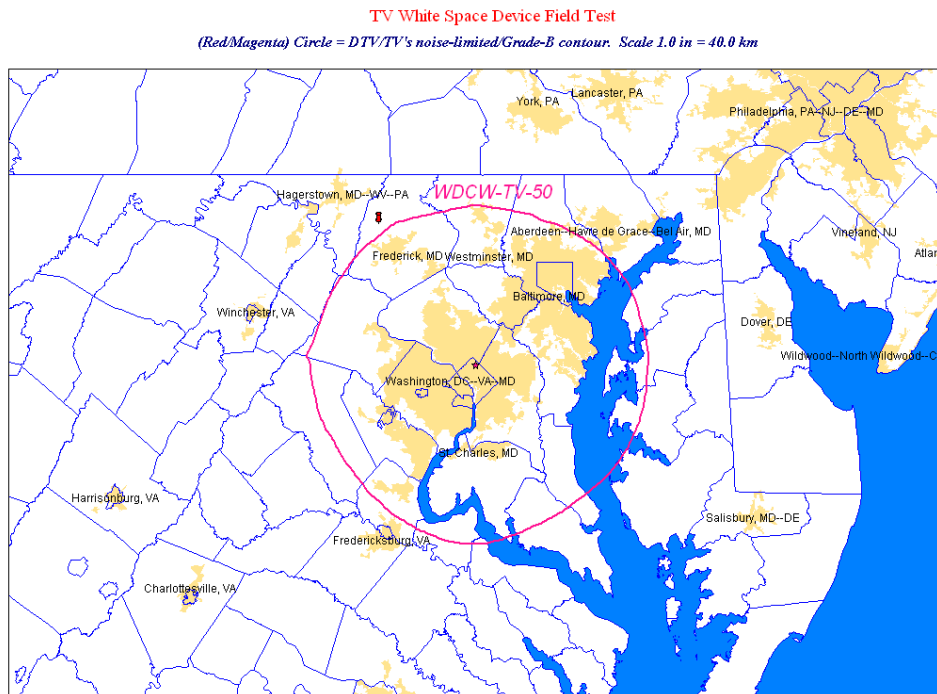 TV White Space Device Field Test
(Red/Magenta) Circle = DTV/TV's noise-limited/Grade-B contour. Scale 1.0 in = 40.0 km
Lancaster, PA
York, PA
Philadelphia, PA--NJ--DE--MD
WDCW-TV-50
Hagerstown, MD--WV--PA
Aberdeen--Havre de Grace--Bel Air, MD
Vineland, NJ
Frederick, MD
Westminster, MD
Atlan
Baltimore, MD
Winchester, VA
Dover, DE
Wildwood--North Wildwood--C
Washington, DC--VA--MD
St. Charles, MD
Harrisonburg, VA
Salisbury, MD--DE
Fredericksburg, VA
Charlottesville, VA